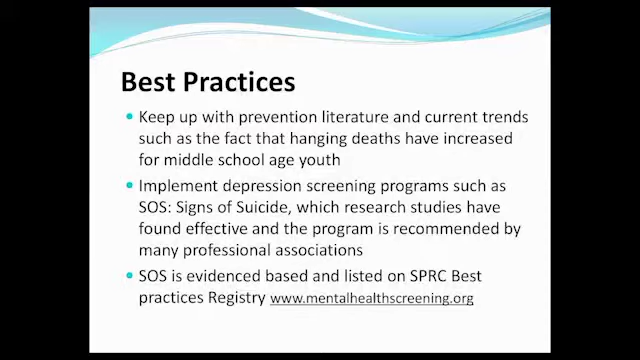 Best Practices
Keep up with prevention literature and current trends
such as the fact that hanging deaths have increased
for middle school age youth
Implement depression screening programs such as
SOS: Signs of Suicide, which research studies have
found effective and the program is recommended by
many professional associations
SOS is evidenced based and listed on SPRC Best
practices Registry www.mentalhealthscreening.org